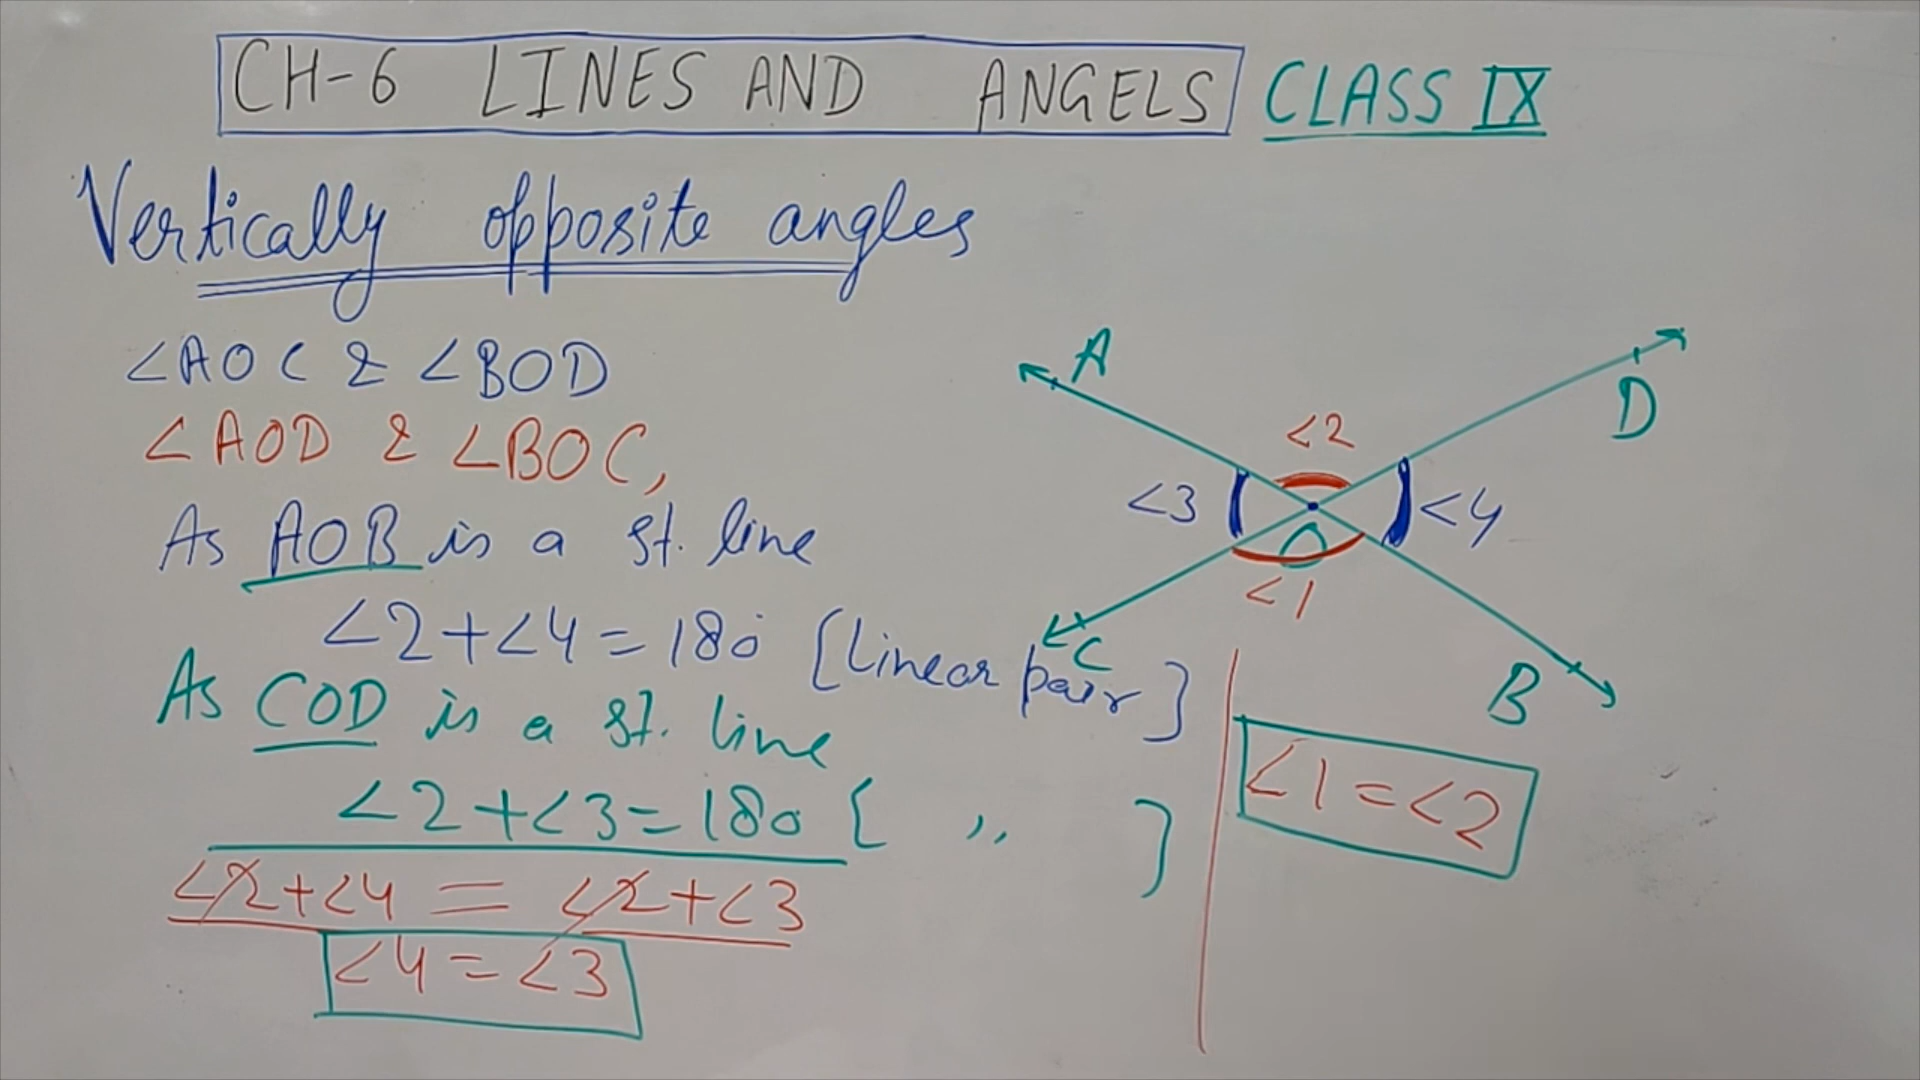 CH-6 LINES AND ANGELS CLASS IX
Vertically opposite angles
∠AOC & ∠BOD
∠AOD & ∠BOC,
As AOB is a st. line
∠2+∠4=180 [linear pair]
As COD is a st. line
∠2+∠3=180 [ ,, ]
∠2+∠4 = ∠2+∠3
∠4=∠3
A
D
∠2
∠3
∠4
∠1
C
B
∠1=∠2